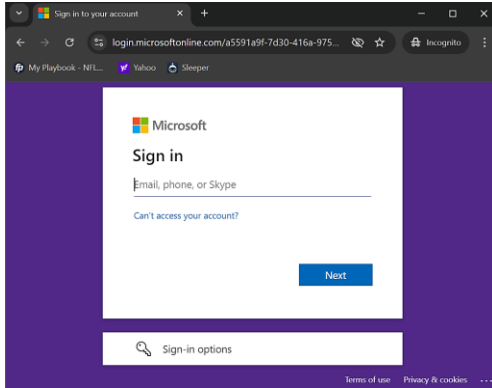 Sign in to your account
login.microsoftonline.com/a5591a9f-7d30-416a-975...
Incognito
My Playbook - NFL... Yahoo Sleeper
Microsoft
Sign in
Email, phone, or Skype
Can't access your account?
Next
Sign-in options
Terms of use Privacy & cookies ...